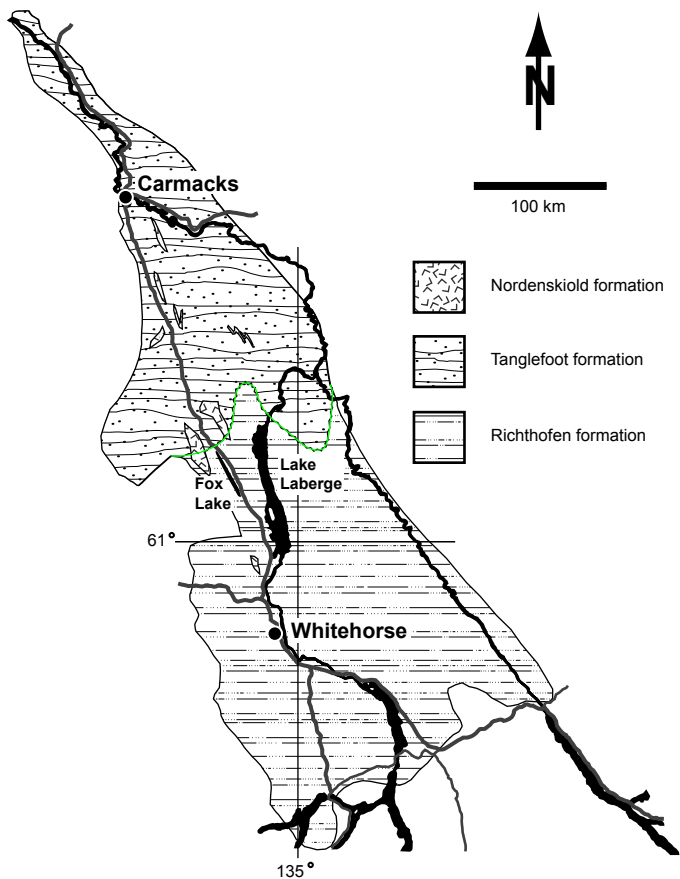 N
Carmacks
100 km
Nordenskiold formation
Tanglefoot formation
Richthofen formation
Lake
Laberge
Fox
Lake
61°
Whitehorse
135°